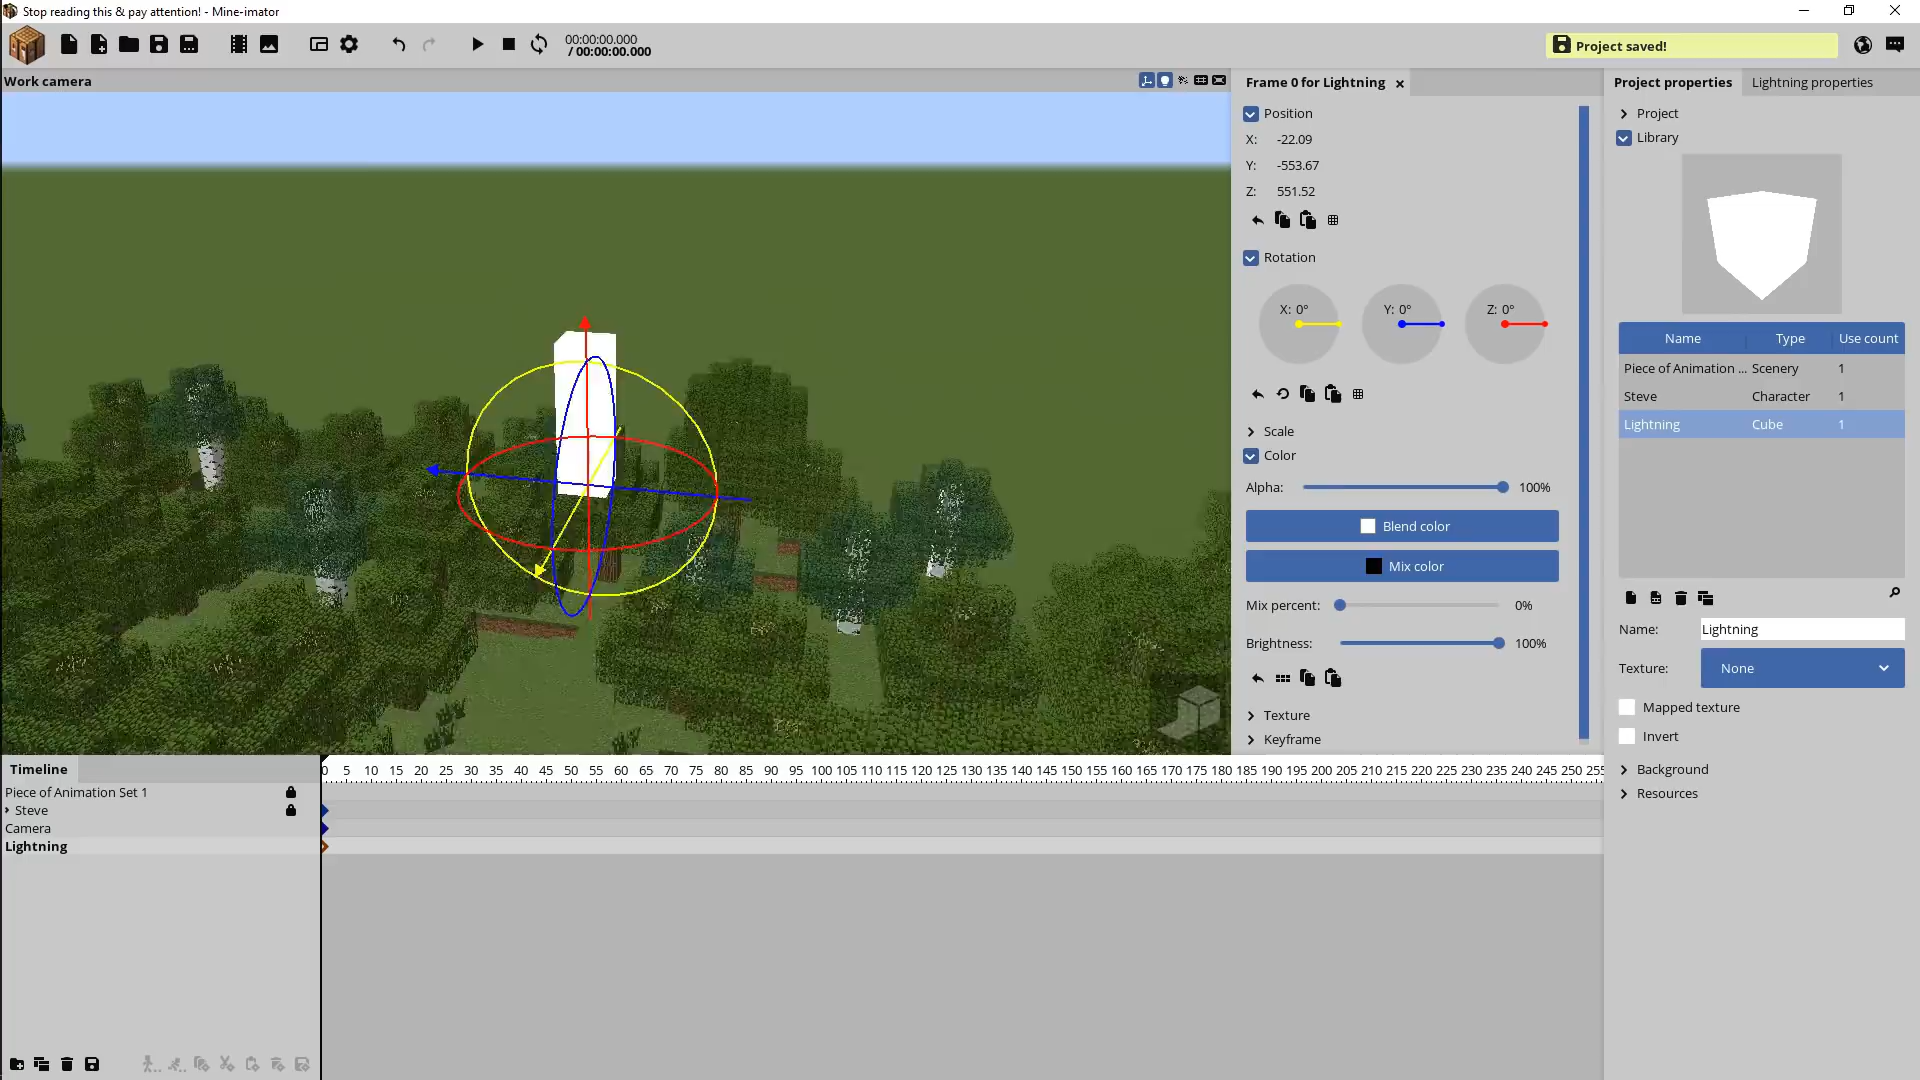 Stop reading this & pay attention! - Mine-imator
00:00:00.000
/ 00:00:00.000
Project saved!
Work camera
Frame 0 for Lightning
Position
X: -22.09
Y: -553.67
Z: 551.52
Rotation
X: 0° Y: 0° Z: 0°
Scale
Color
Alpha: 100%
Blend color
Mix color
Mix percent: 0%
Brightness: 100%
Texture
Keyframe
Project properties Lightning properties
Project
Library
Name Type Use count
Piece of Animation ... Scenery 1
Steve Character 1
Lightning Cube 1
Name: Lightning
Texture: None
Mapped texture
Invert
Background
Resources
Timeline
0 5 10 15 20 25 30 35 40 45 50 55 60 65 70 75 80 85 90 95 100 105 110 115 120 125 130 135 140 145 150 155 160 165 170 175 180 185 190 195 200 205 210 215 220 225 230 235 240 245 250 255
Piece of Animation Set 1
Steve
Camera
Lightning